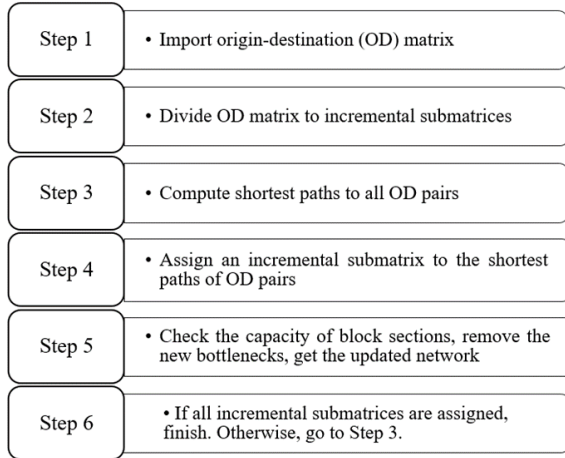 Step 1
• Import origin-destination (OD) matrix
Step 2
• Divide OD matrix to incremental submatrices
Step 3
• Compute shortest paths to all OD pairs
Step 4
• Assign an incremental submatrix to the shortest
paths of OD pairs
Step 5
• Check the capacity of block sections, remove the
new bottlenecks, get the updated network
Step 6
• If all incremental submatrices are assigned,
finish. Otherwise, go to Step 3.